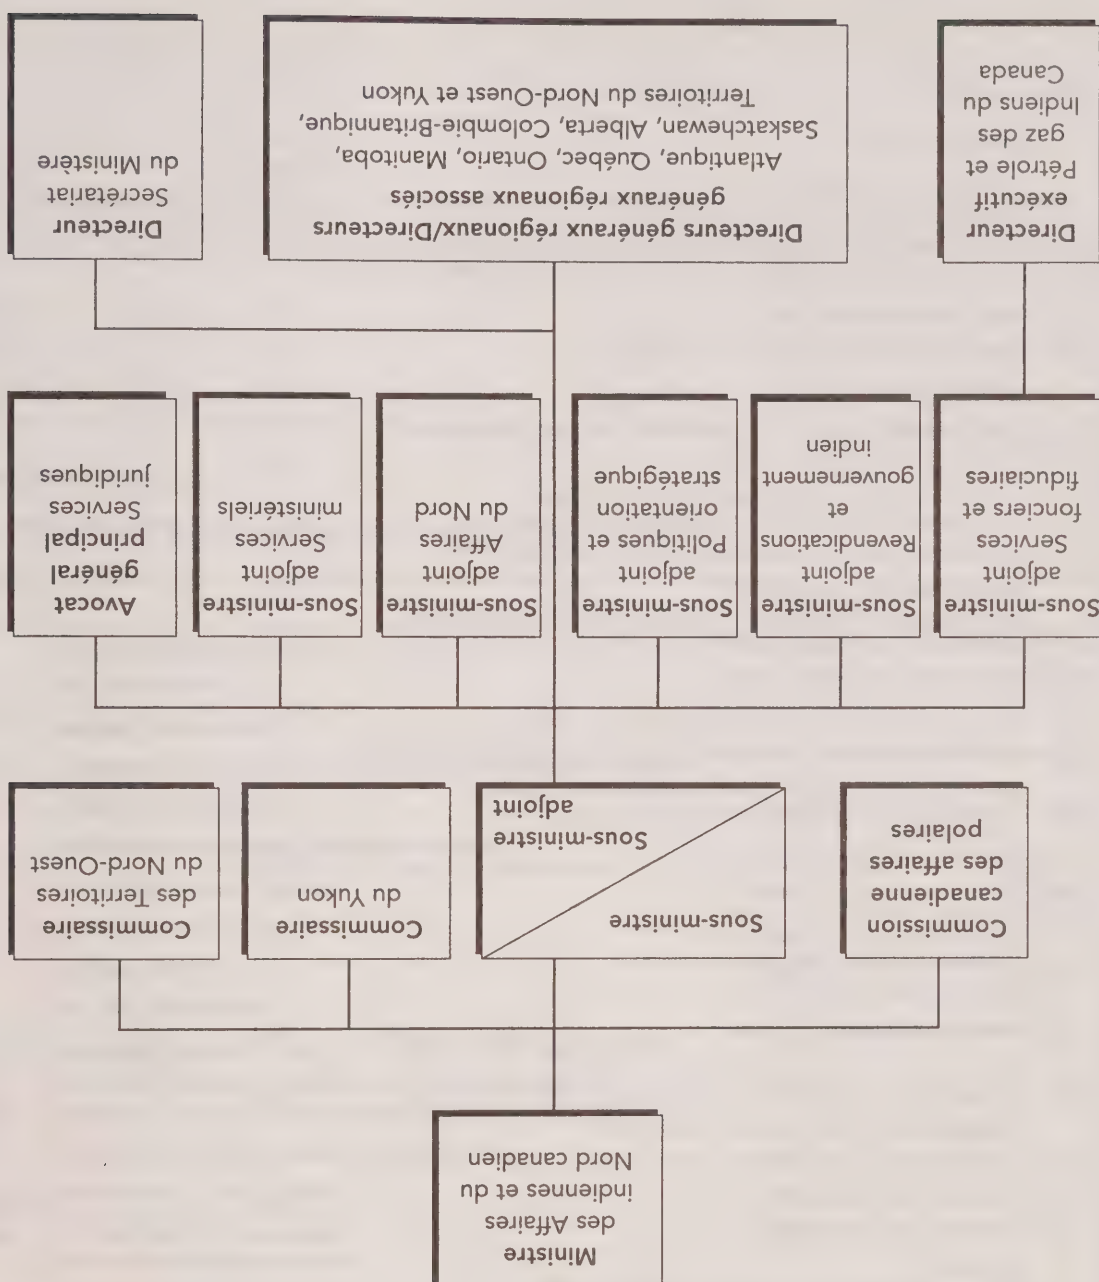 Ministre
des Affaires
indiennes et du
Nord canadien
Commission
canadienne
des affaires
polaires
Sous-ministre
Sous-ministre
adjoint
Commissaire
du Yukon
Commissaire
des Territoires
du Nord-Ouest
Sous-ministre
adjoint
Services
fonciers et
fiduciaires
Sous-ministre
adjoint
Revendications
et
gouvernement
indien
Sous-ministre
adjoint
Politiques et
orientation
stratégique
Sous-ministre
adjoint
Affaires
du Nord
Sous-ministre
adjoint
Services
ministériels
Avocat
général
principal
Services
juridiques
Directeur
exécutif
Pétrole et
gaz des
Indiens du
Canada
Directeurs généraux régionaux/Directeurs
généraux régionaux associés
Atlantique, Québec, Ontario, Manitoba,
Saskatchewan, Alberta, Colombie-Britannique,
Territoires du Nord-Ouest et Yukon
Directeur
Secrétariat
du Ministère